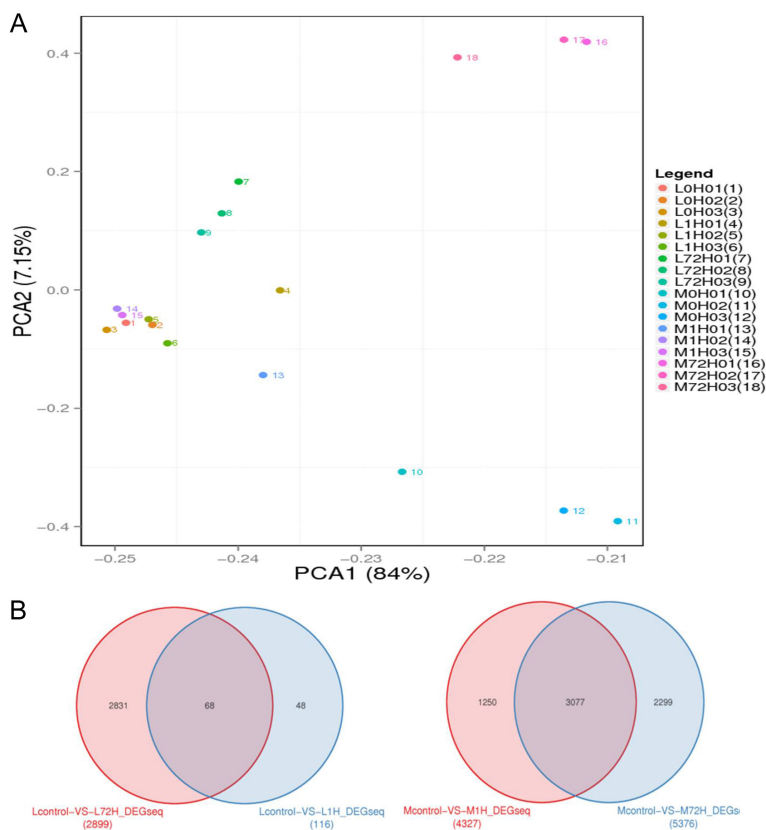 A
0.4
0.2
0.0
−0.2
−0.4
PCA2 (7.15%)
17
16
18
7
8
9
4
14
15
1
5
2
3
6
13
10
12
11
−0.25
−0.24
−0.23
−0.22
−0.21
PCA1 (84%)
Legend
L0H01(1)
L0H02(2)
L0H03(3)
L1H01(4)
L1H02(5)
L1H03(6)
L72H01(7)
L72H02(8)
L72H03(9)
M0H01(10)
M0H02(11)
M0H03(12)
M1H01(13)
M1H02(14)
M1H03(15)
M72H01(16)
M72H02(17)
M72H03(18)
B
2831
68
48
Lcontrol−VS−L72H_DEGseq
(2899)
Lcontrol−VS−L1H_DEGseq
(116)
1250
3077
2299
Mcontrol−VS−M1H_DEGseq
(4327)
Mcontrol−VS−M72H_DEGs
(5376)